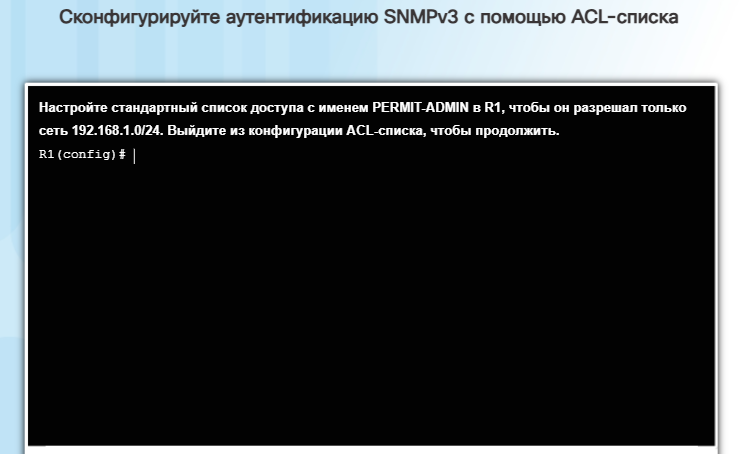 Сконфигурируйте аутентификацию SNMPv3 с помощью ACL-списка
Настройте стандартный список доступа с именем PERMIT-ADMIN в R1, чтобы он разрешал только
сеть 192.168.1.0/24. Выйдите из конфигурации ACL-списка, чтобы продолжить.
R1(config)#